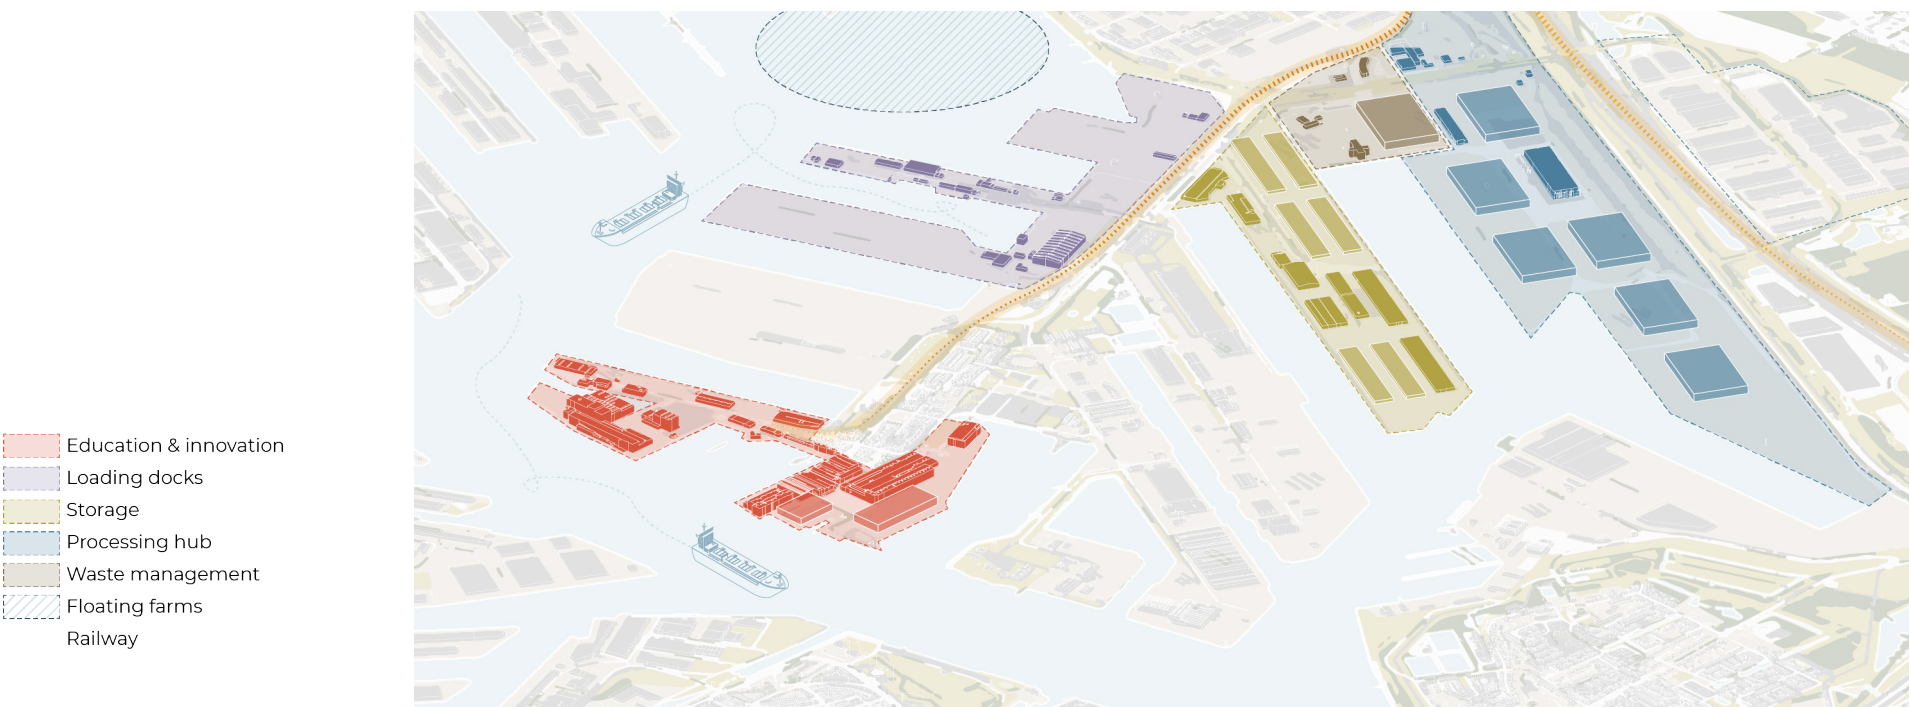 Education & innovation
Loading docks
Storage
Processing hub
Waste management
Floating farms
Railway